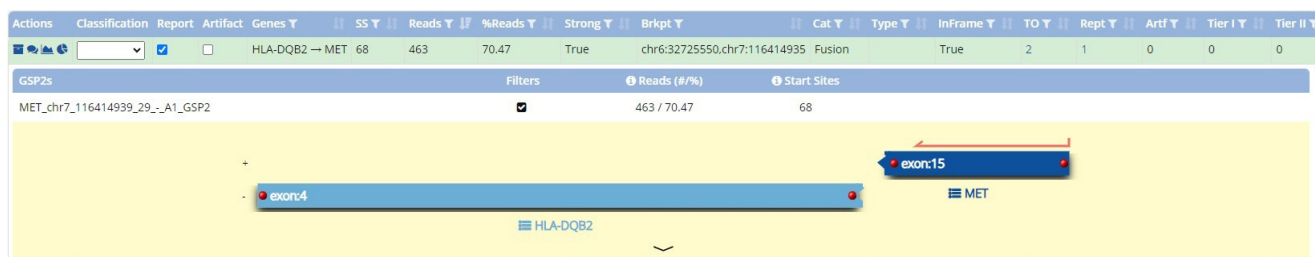 Actions Classification Report Artifact Genes SS Reads %Reads Strong Brkpt Cat Type InFrame TO Rept Artf Tier I Tier II
HLA-DQB2 → MET 68 463 70.47 True chr6:32725550,chr7:116414935 Fusion True 2 1 0 0 0
GSP2s Filters Reads (#/%) Start Sites
MET_chr7_116414939_29_-_A1_GSP2 463 / 70.47 68
+
exon:15
- exon:4
MET
HLA-DQB2